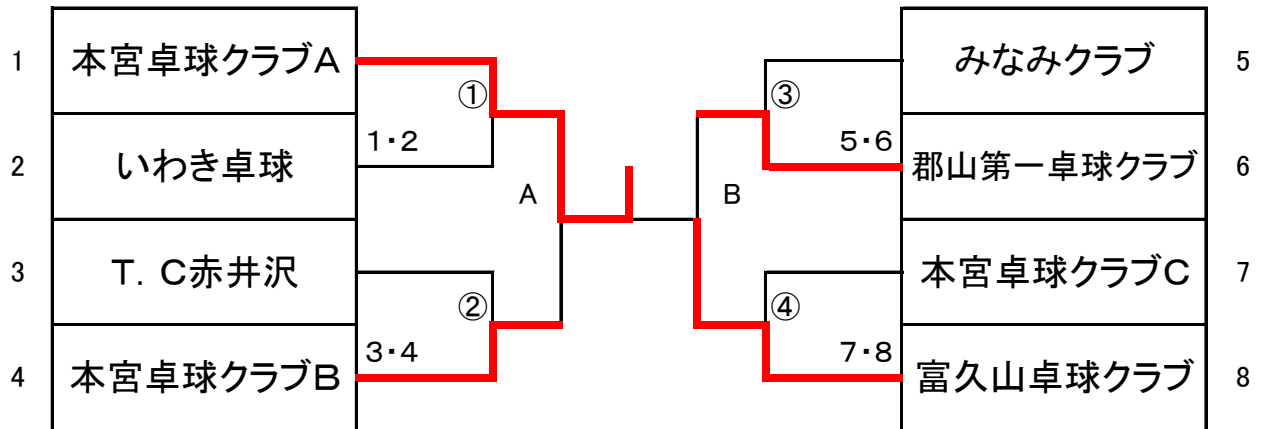 1 本宮卓球クラブA
①
1・2
2 いわき卓球
A
3 T. C赤井沢
②
3・4
4 本宮卓球クラブB
みなみクラブ 5
③
5・6
郡山第一卓球クラブ 6
B
本宮卓球クラブC 7
④
7・8
富久山卓球クラブ 8